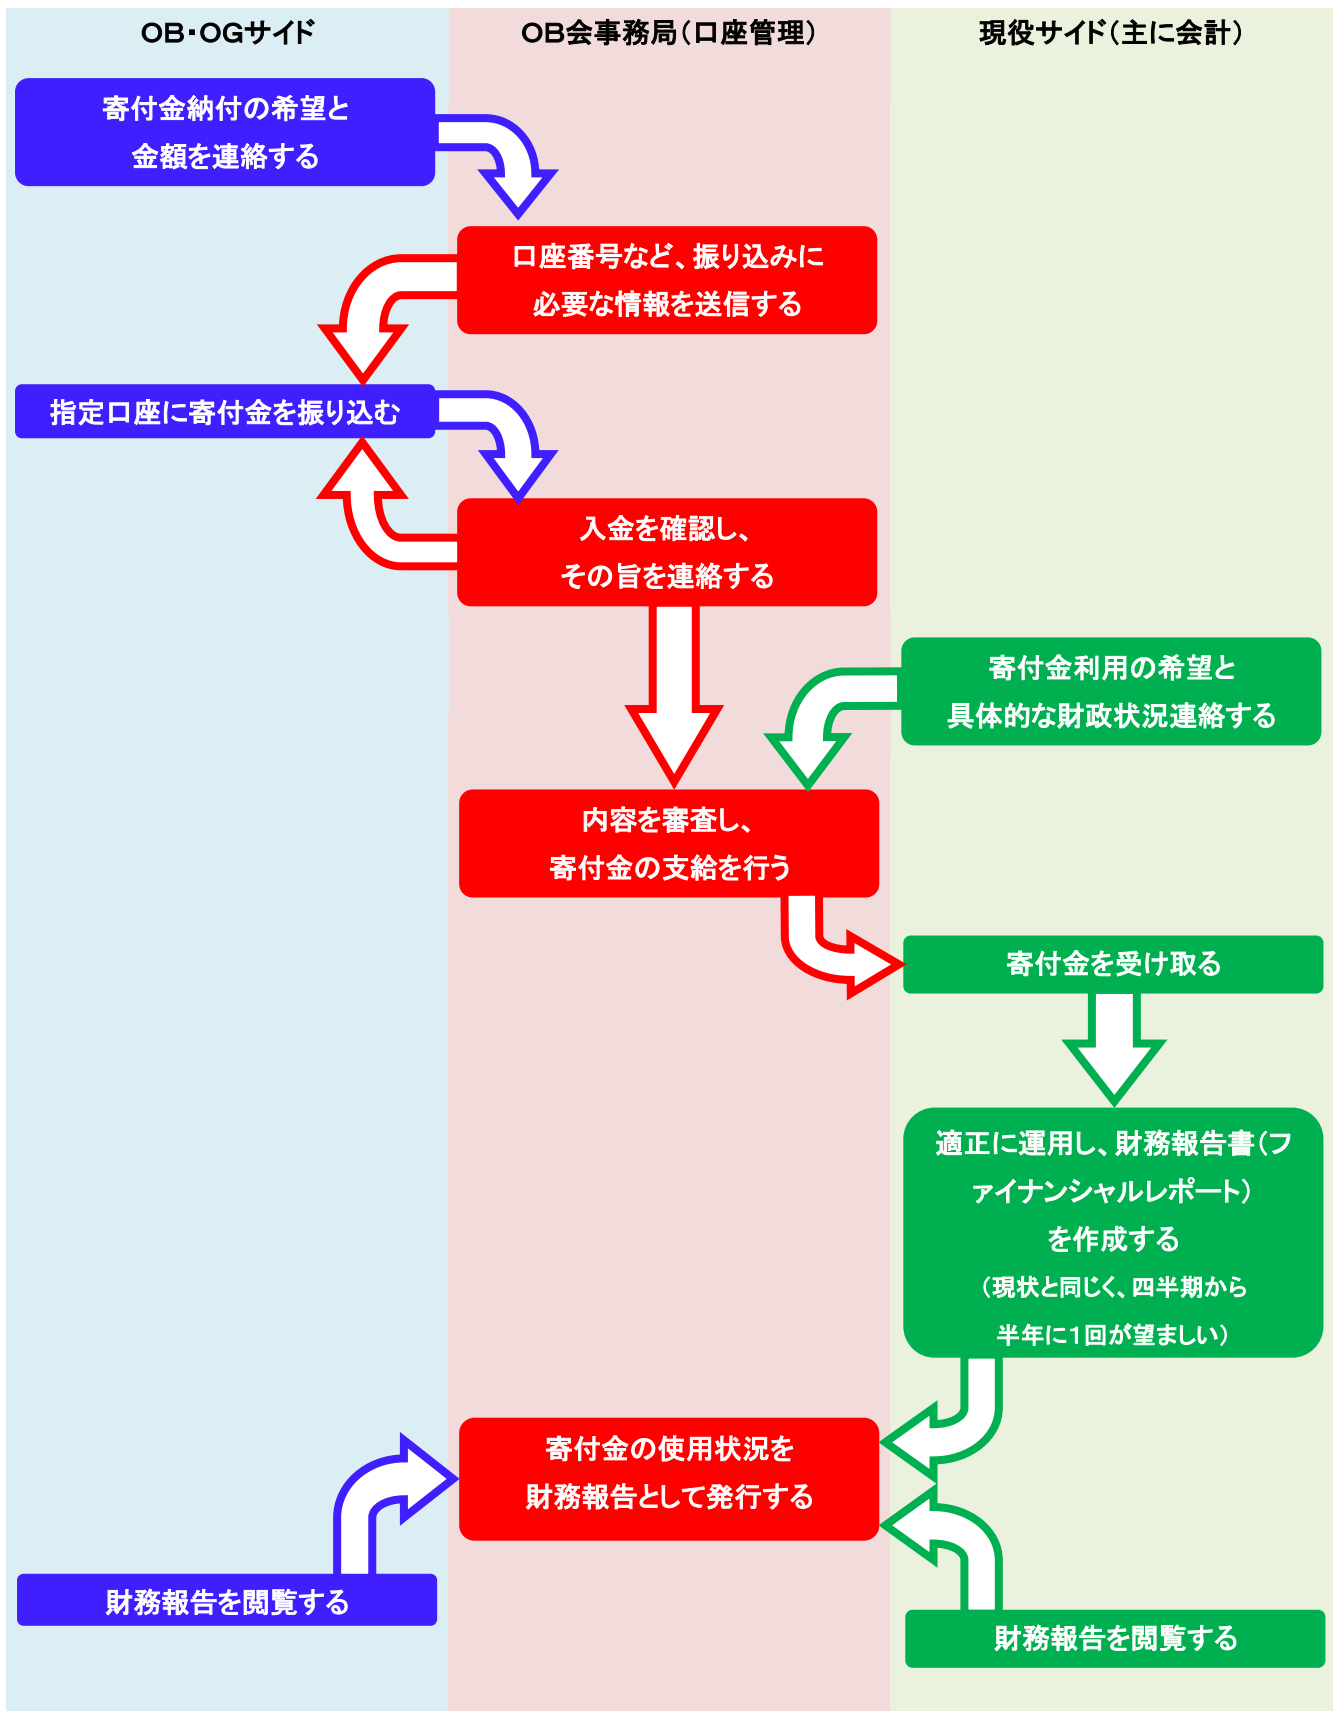 OB・OGサイド
OB会事務局（口座管理）
現役サイド（主に会計）
寄付金納付の希望と
金額を連絡する
口座番号など、振り込みに
必要な情報を送信する
指定口座に寄付金を振り込む
入金を確認し、
その旨を連絡する
寄付金利用の希望と
具体的な財政状況連絡する
内容を審査し、
寄付金の支給を行う
寄付金を受け取る
適正に運用し、財務報告書（フ
ァイナンシャルレポート）
を作成する
（現状と同じく、四半期から
半年に１回が望ましい）
寄付金の使用状況を
財務報告として発行する
財務報告を閲覧する
財務報告を閲覧する